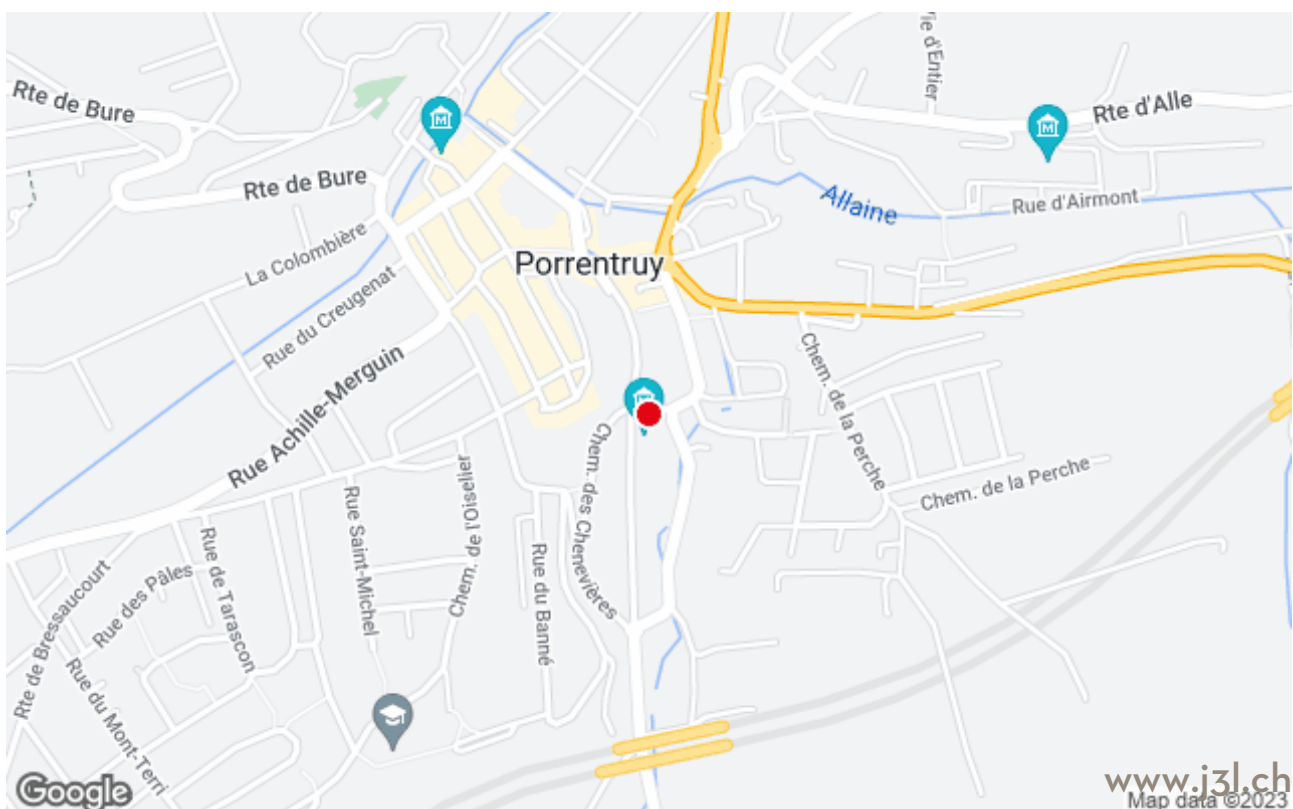 Rte de Bure
Vie d'Entier
Rte d'Alle
Rte de Bure
Allaine
Rue d'Airmont
La Colombière
Porrentruy
Rue du Creugenat
Chem. de la Perche
Rue Achille-Merguin
Chem. des Chenevières
Chem. de l'Oiselier
Chem. de la Perche
Rue Saint-Michel
Rue de Tarascon
Rue du Banné
Rte de Bressaucourt
Rue des Pâles
Rue du Mont-Terri
M
M
M
Google
www.j3l.ch
Map data ©2023